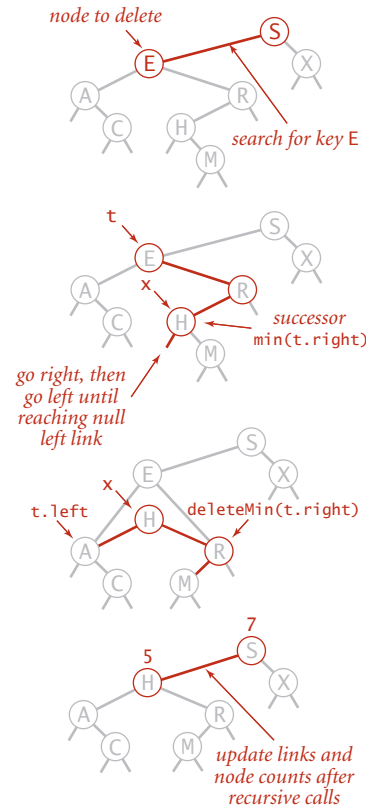 node to delete
S
E
X
A
R
C
H
search for key E
M
t
S
E
X
x
A
R
H
successor
min(t.right)
C
M
go right, then
go left until
reaching null
left link
S
x
E
X
t.left
H
deleteMin(t.right)
A
R
C
M
7
5
S
H
X
A
R
C
M
update links and
node counts after
recursive calls